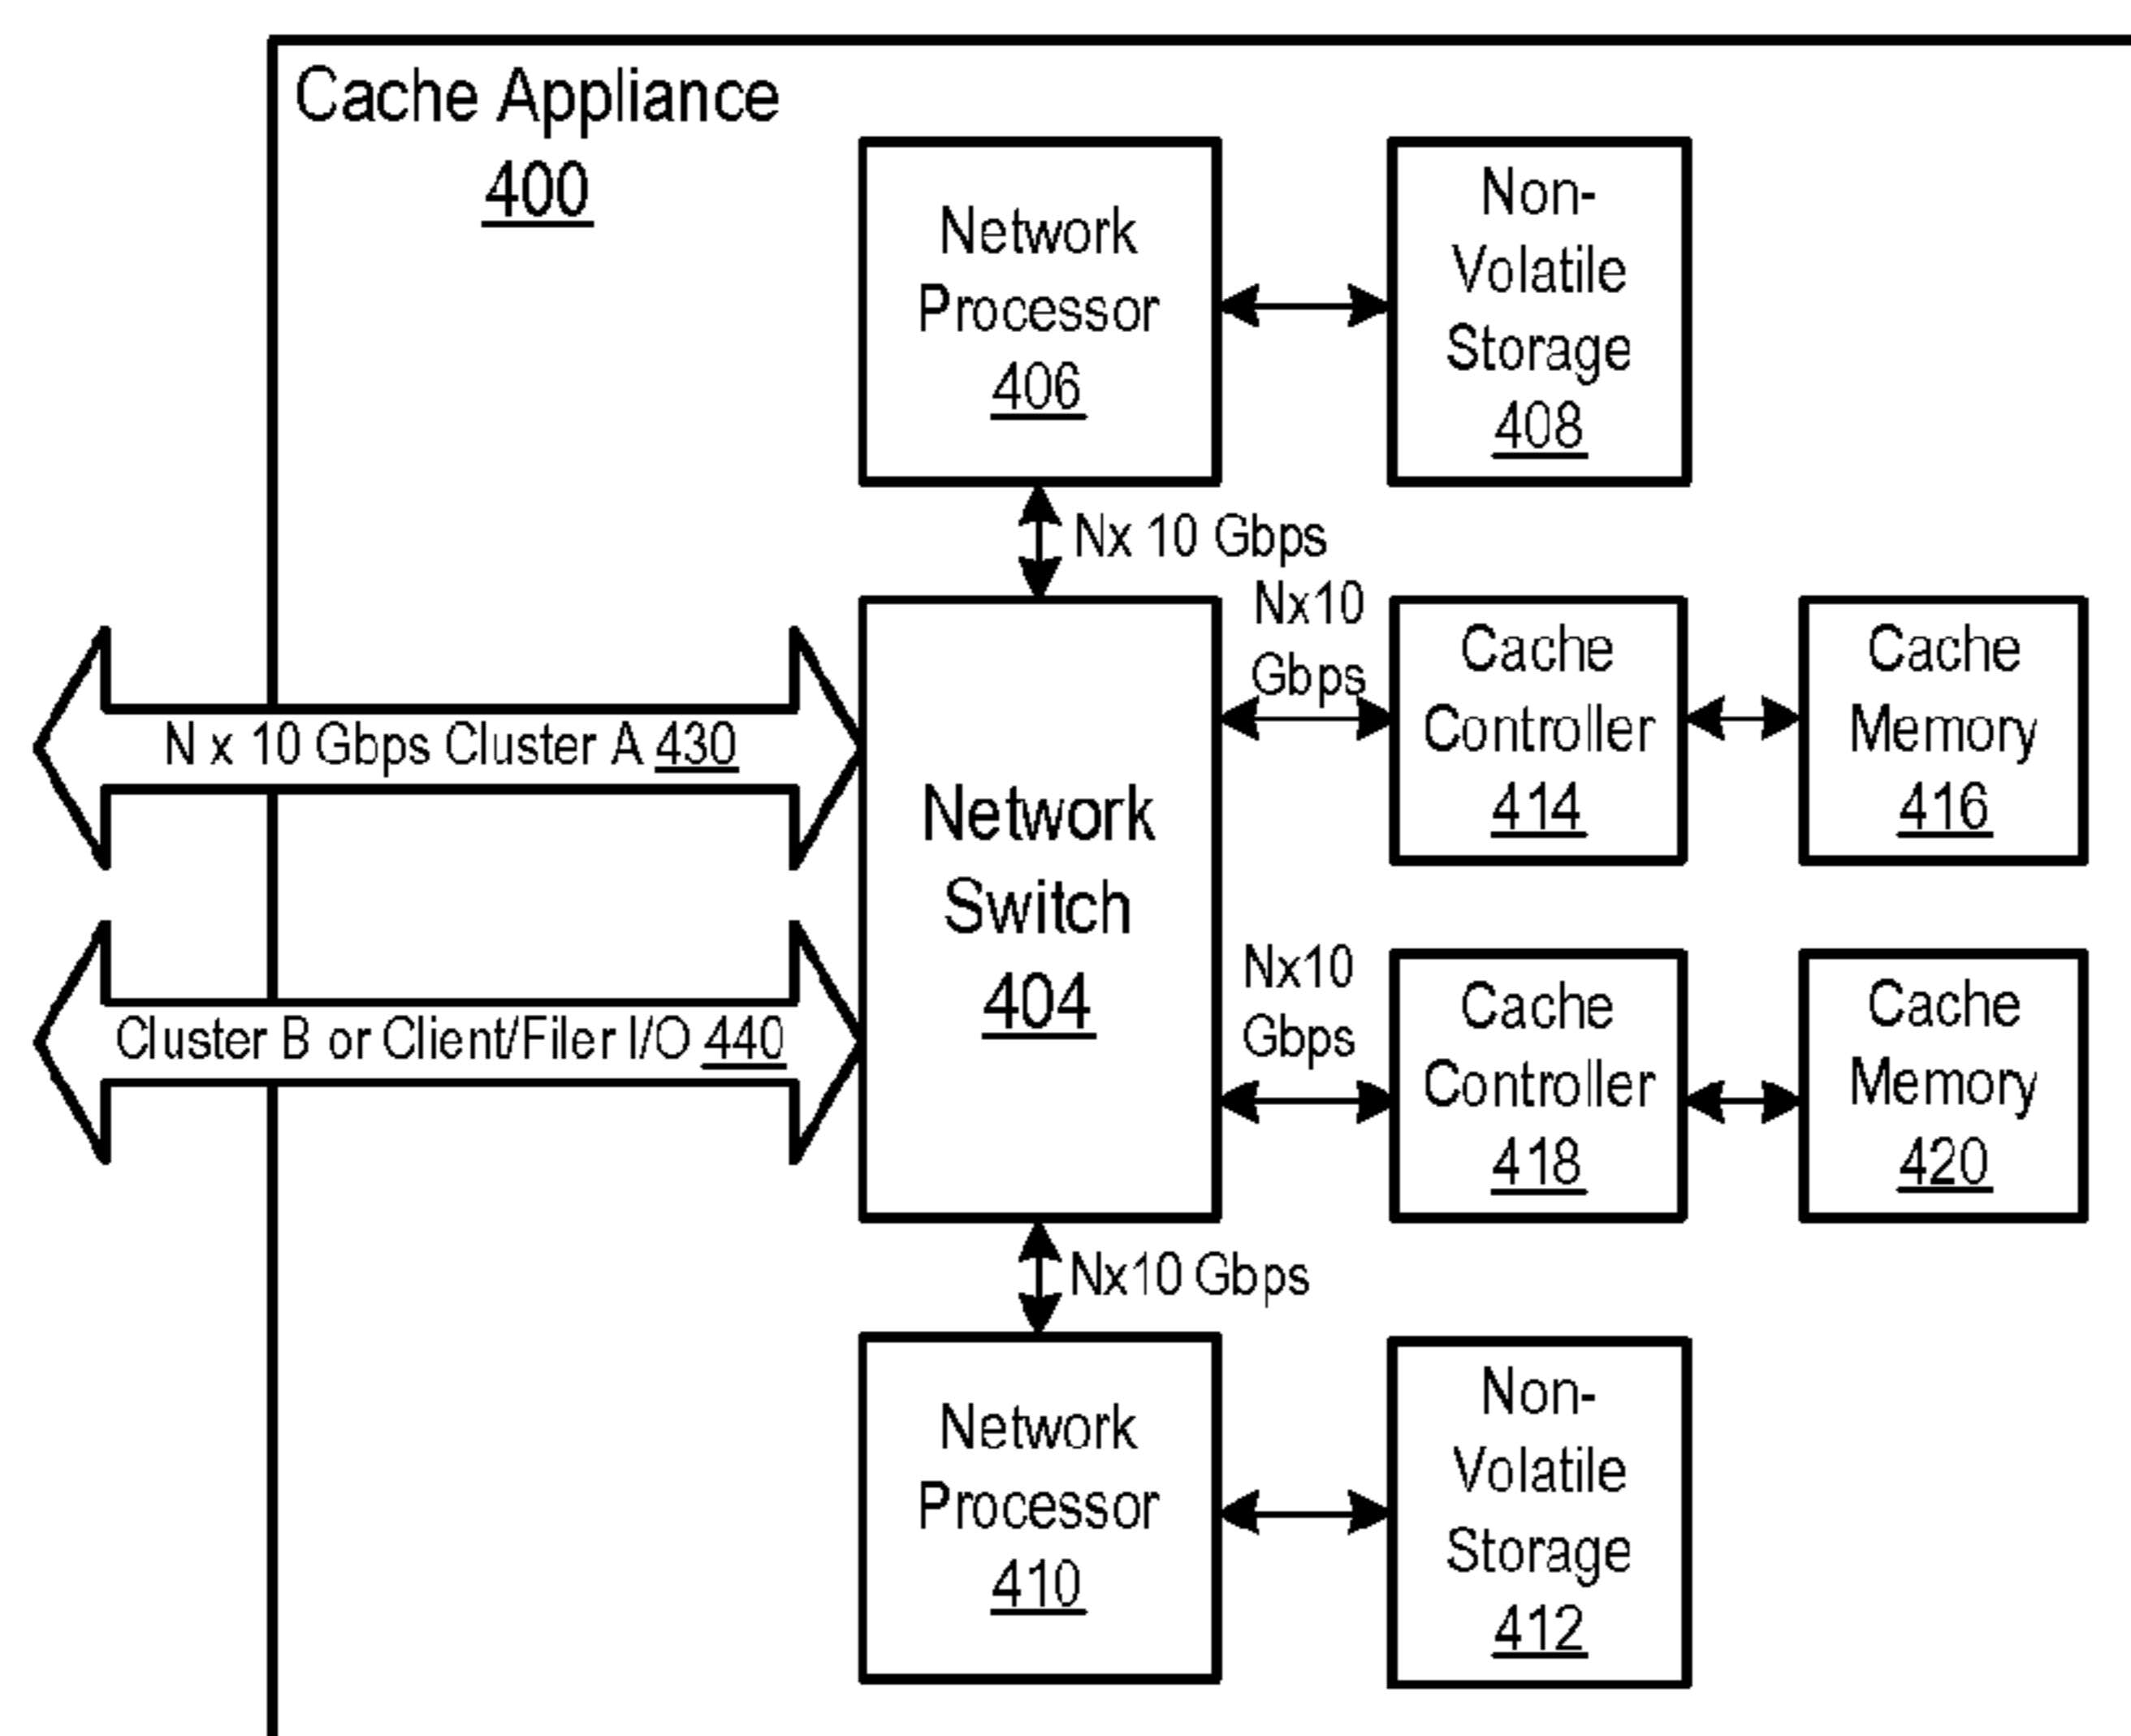 Cache Appliance
400
Network
Processor
406
Non-
Volatile
Storage
408
Nx 10 Gbps
Nx10
Gbps
Cache
Controller
414
Cache
Memory
416
N x 10 Gbps Cluster A 430
Network
Switch
404
Cluster B or Client/Filer I/O 440
Nx10
Gbps
Cache
Controller
418
Cache
Memory
420
Nx10 Gbps
Network
Processor
410
Non-
Volatile
Storage
412